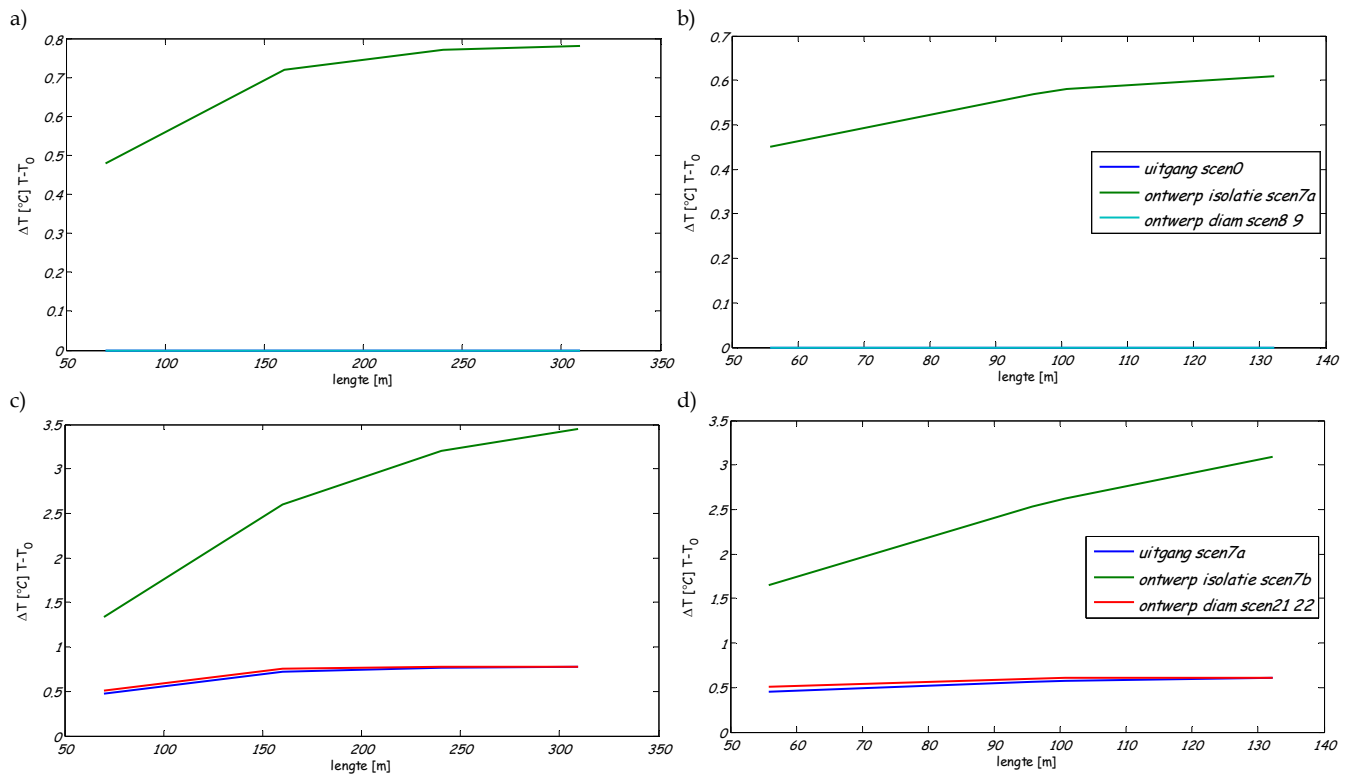 a)
0.8
0.7
0.6
0.5
0.4
0.3
0.2
0.1
0
ΔT [°C] T-T0
50 100 150 200 250 300 350
lengte [m]
b)
0.7
0.6
0.5
0.4
0.3
0.2
0.1
0
ΔT [°C] T-T0
uitgang scen0
ontwerp isolatie scen7a
ontwerp diam scen8 9
50 60 70 80 90 100 110 120 130 140
lengte [m]
c)
3.5
3
2.5
2
1.5
1
0.5
0
ΔT [°C] T-T0
50 100 150 200 250 300 350
lengte [m]
d)
3.5
3
2.5
2
1.5
1
0.5
0
ΔT [°C] T-T0
uitgang scen7a
ontwerp isolatie scen7b
ontwerp diam scen21 22
50 60 70 80 90 100 110 120 130 140
lengte [m]